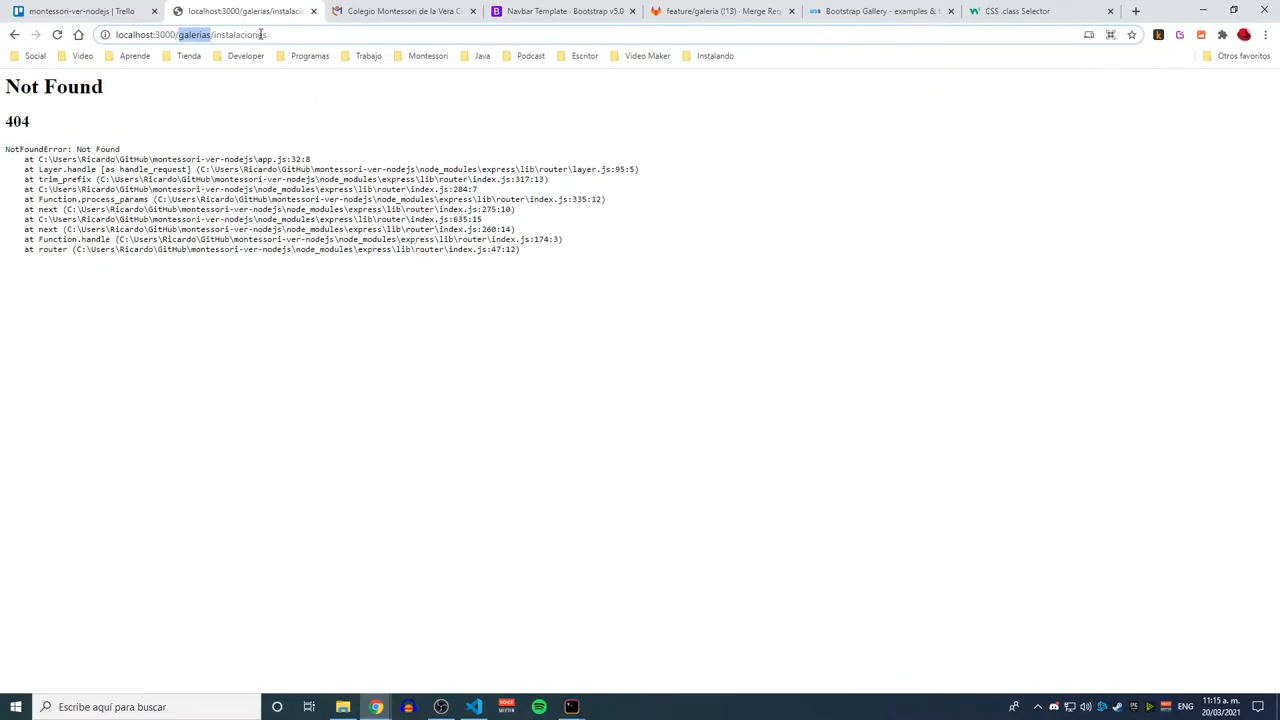 montessori-ver-nodejs | Trello
localhost:3000/galerias/instalacio
Colegio Montessori de la Vera C
Navbar Template · Bootstrap v5.0
feature/galeria (!13) · Merge Req
Bootstrap Gallery - examples & t
CSS .class Selector
localhost:3000/galerias/instalaciones
Social
Video
Aprende
Tienda
Developer
Programas
Trabajo
Montessori
Java
Podcast
Escritor
Video Maker
Instalando
Otros favoritos
Not Found
404
NotFoundError: Not Found
at C:\Users\Ricardo\GitHub\montessori-ver-nodejs\app.js:32:8
at Layer.handle [as handle_request] (C:\Users\Ricardo\GitHub\montessori-ver-nodejs\node_modules\express\lib\router\layer.js:95:5)
at trim_prefix (C:\Users\Ricardo\GitHub\montessori-ver-nodejs\node_modules\express\lib\router\index.js:317:13)
at C:\Users\Ricardo\GitHub\montessori-ver-nodejs\node_modules\express\lib\router\index.js:284:7
at Function.process_params (C:\Users\Ricardo\GitHub\montessori-ver-nodejs\node_modules\express\lib\router\index.js:335:12)
at next (C:\Users\Ricardo\GitHub\montessori-ver-nodejs\node_modules\express\lib\router\index.js:275:10)
at C:\Users\Ricardo\GitHub\montessori-ver-nodejs\node_modules\express\lib\router\index.js:635:15
at next (C:\Users\Ricardo\GitHub\montessori-ver-nodejs\node_modules\express\lib\router\index.js:260:14)
at Function.handle (C:\Users\Ricardo\GitHub\montessori-ver-nodejs\node_modules\express\lib\router\index.js:174:3)
at router (C:\Users\Ricardo\GitHub\montessori-ver-nodejs\node_modules\express\lib\router\index.js:47:12)
Escribe aquí para buscar
ENG
11:15 a. m.
20/03/2021